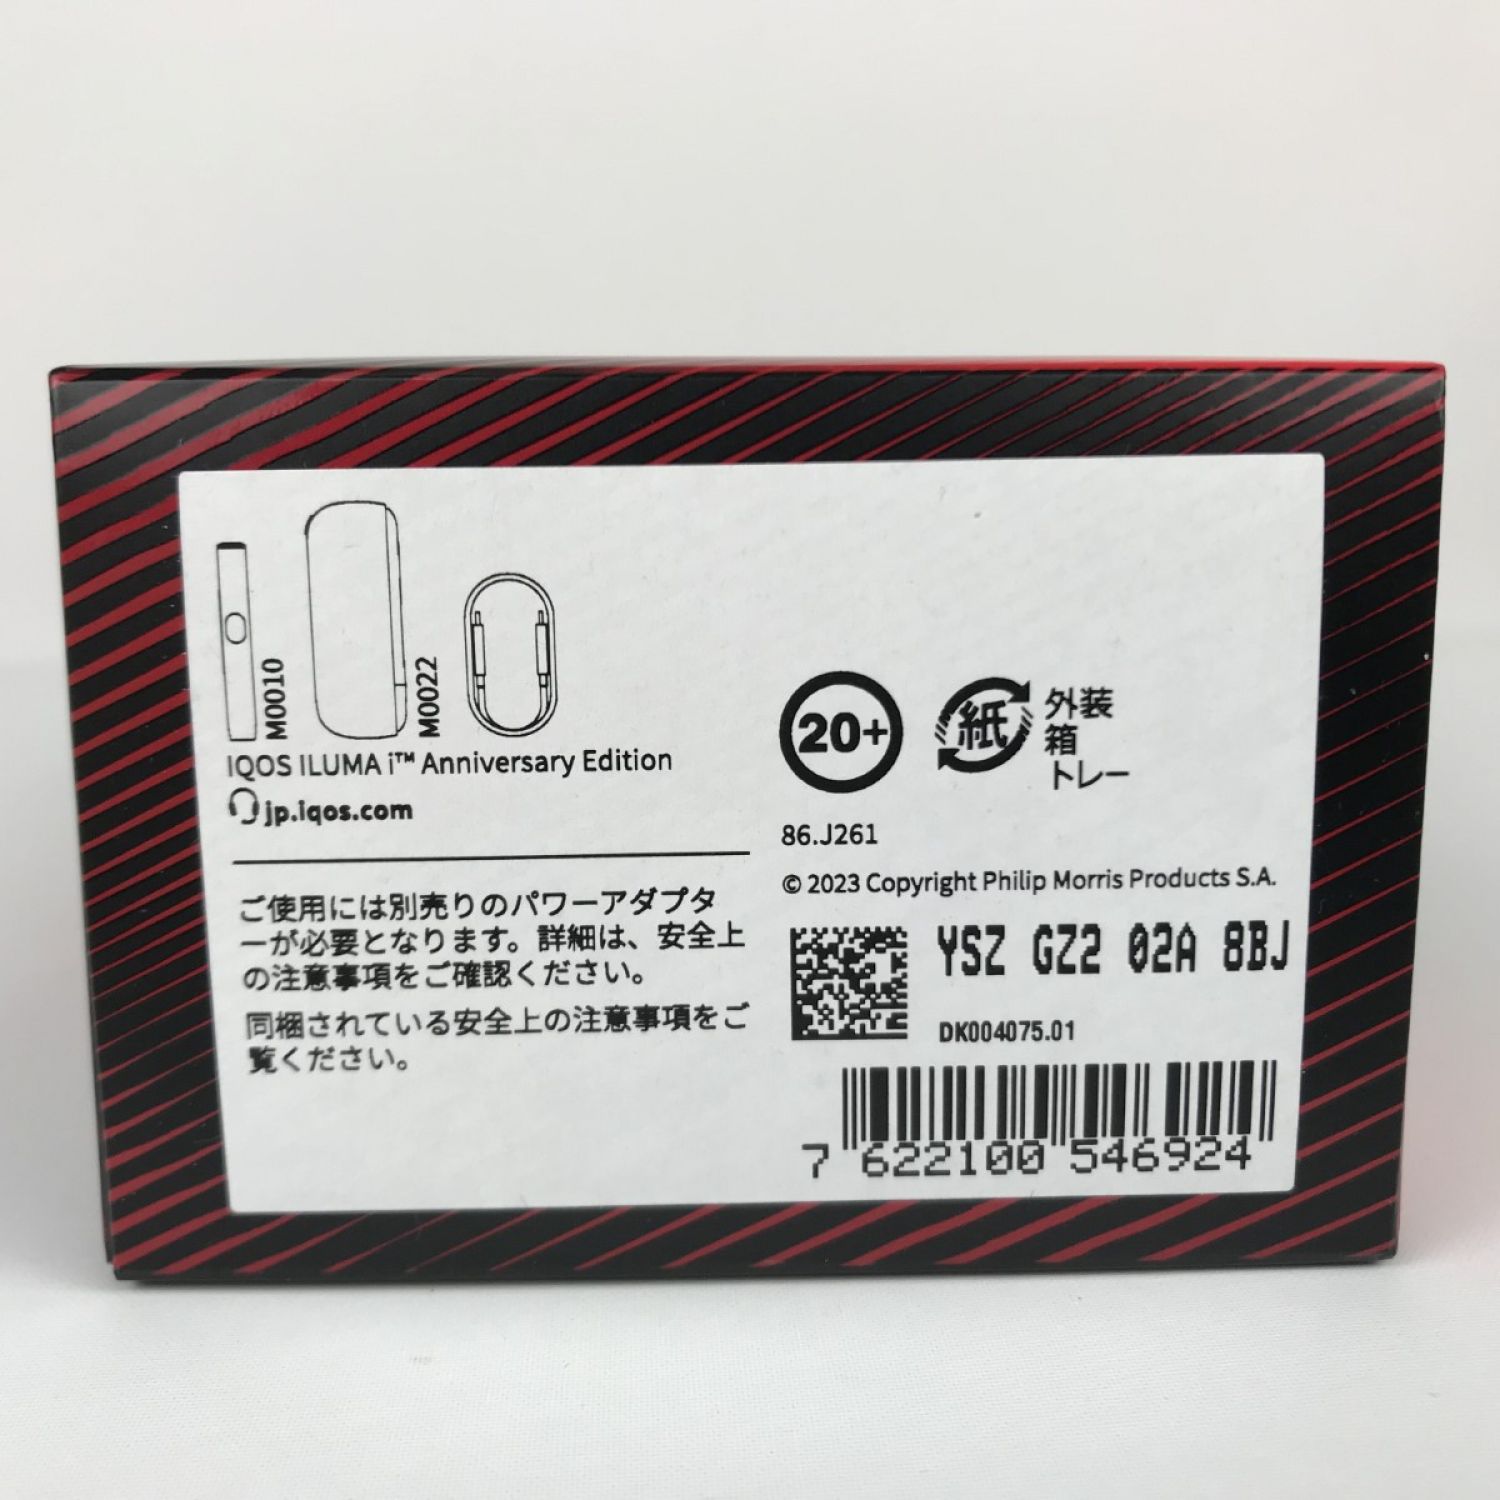 M0010
M0022
IQOS ILUMA i™ Anniversary Edition
jp.iqos.com
ご使用には別売りのパワーアダプタ
ーが必要となります。詳細は、安全上
の注意事項をご確認ください。
同梱されている安全上の注意事項をご
覧ください。
20+
紙
外装
箱
トレー
86.J261
© 2023 Copyright Philip Morris Products S.A.
YSZ GZ2 02A 8BJ
DK004075.01
7 622100 546924